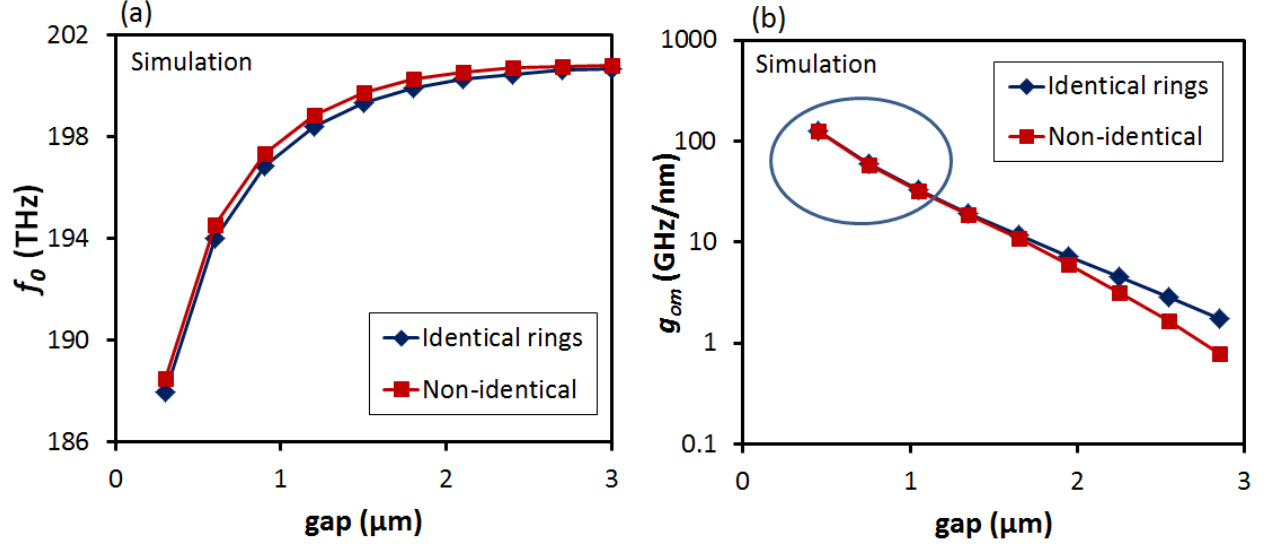 (a)
202
198
194
190
186
f₀ (THz)
Simulation
Identical rings
Non-identical
0
1
2
3
gap (μm)
(b)
1000
100
10
1
0.1
gₒₘ (GHz/nm)
Simulation
Identical rings
Non-identical
0
1
2
3
gap (μm)